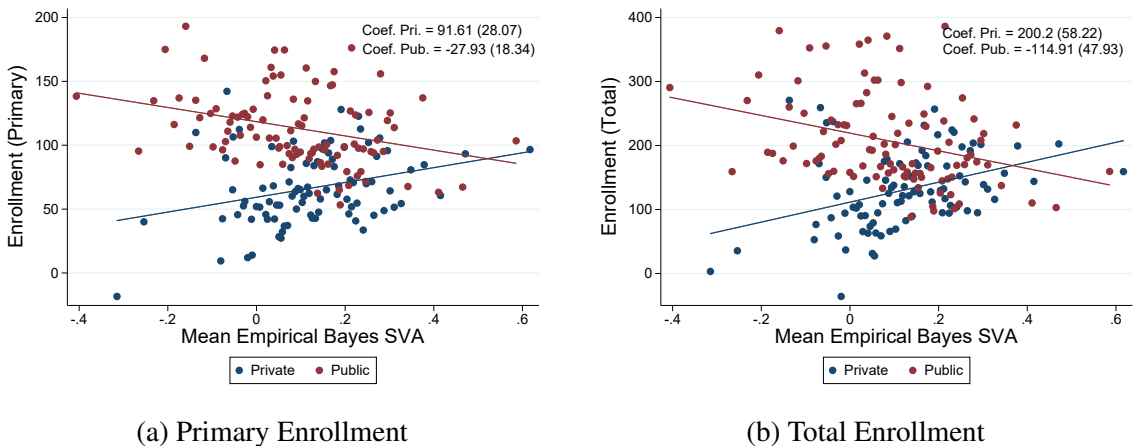 Coef. Pri. = 91.61 (28.07)
Coef. Pub. = -27.93 (18.34)
Enrollment (Primary)
200
150
100
50
0
-.4 -.2 0 .2 .4 .6
Mean Empirical Bayes SVA
Private Public
(a) Primary Enrollment
Coef. Pri. = 200.2 (58.22)
Coef. Pub. = -114.91 (47.93)
Enrollment (Total)
400
300
200
100
0
-.4 -.2 0 .2 .4 .6
Mean Empirical Bayes SVA
Private Public
(b) Total Enrollment